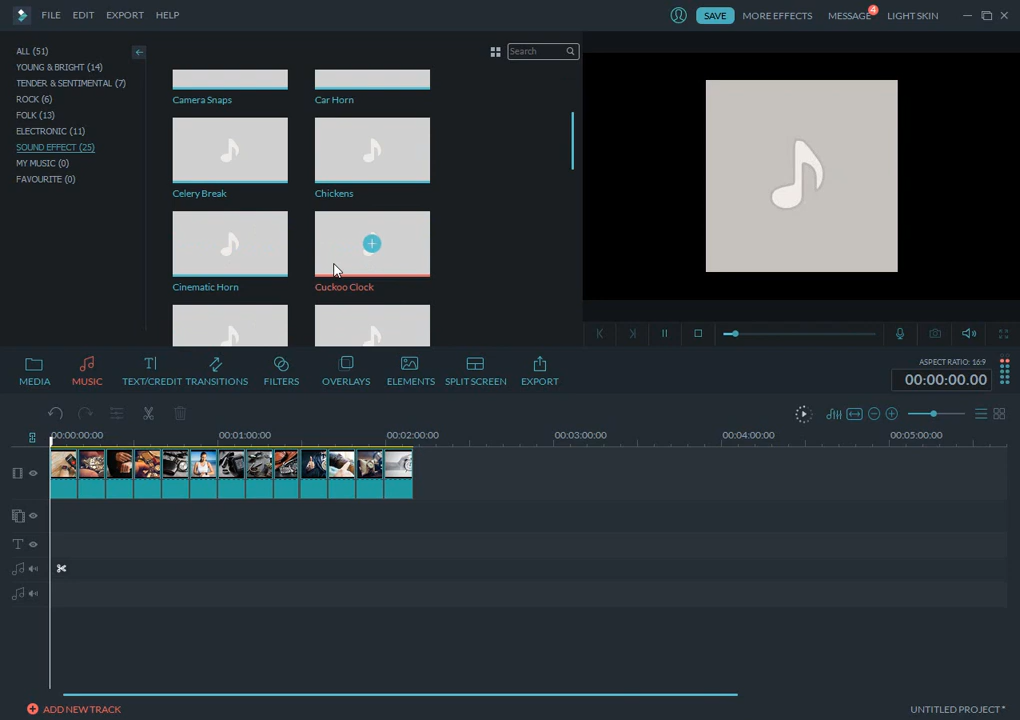 FILE EDIT EXPORT HELP
SAVE MORE EFFECTS MESSAGE 4 LIGHT SKIN
ALL (51)
YOUNG & BRIGHT (14)
TENDER & SENTIMENTAL (7)
ROCK (6)
FOLK (13)
ELECTRONIC (11)
SOUND EFFECT (25)
MY MUSIC (0)
FAVOURITE (0)
Search
Camera Snaps Car Horn
Celery Break Chickens
Cinematic Horn Cuckoo Clock
MEDIA MUSIC TEXT/CREDIT TRANSITIONS FILTERS OVERLAYS ELEMENTS SPLIT SCREEN EXPORT
ASPECT RATIO: 16:9
00:00:00.00
00:00:00:00 00:01:00:00 00:02:00:00 00:03:00:00 00:04:00:00 00:05:00:00
ADD NEW TRACK
UNTITLED PROJECT*